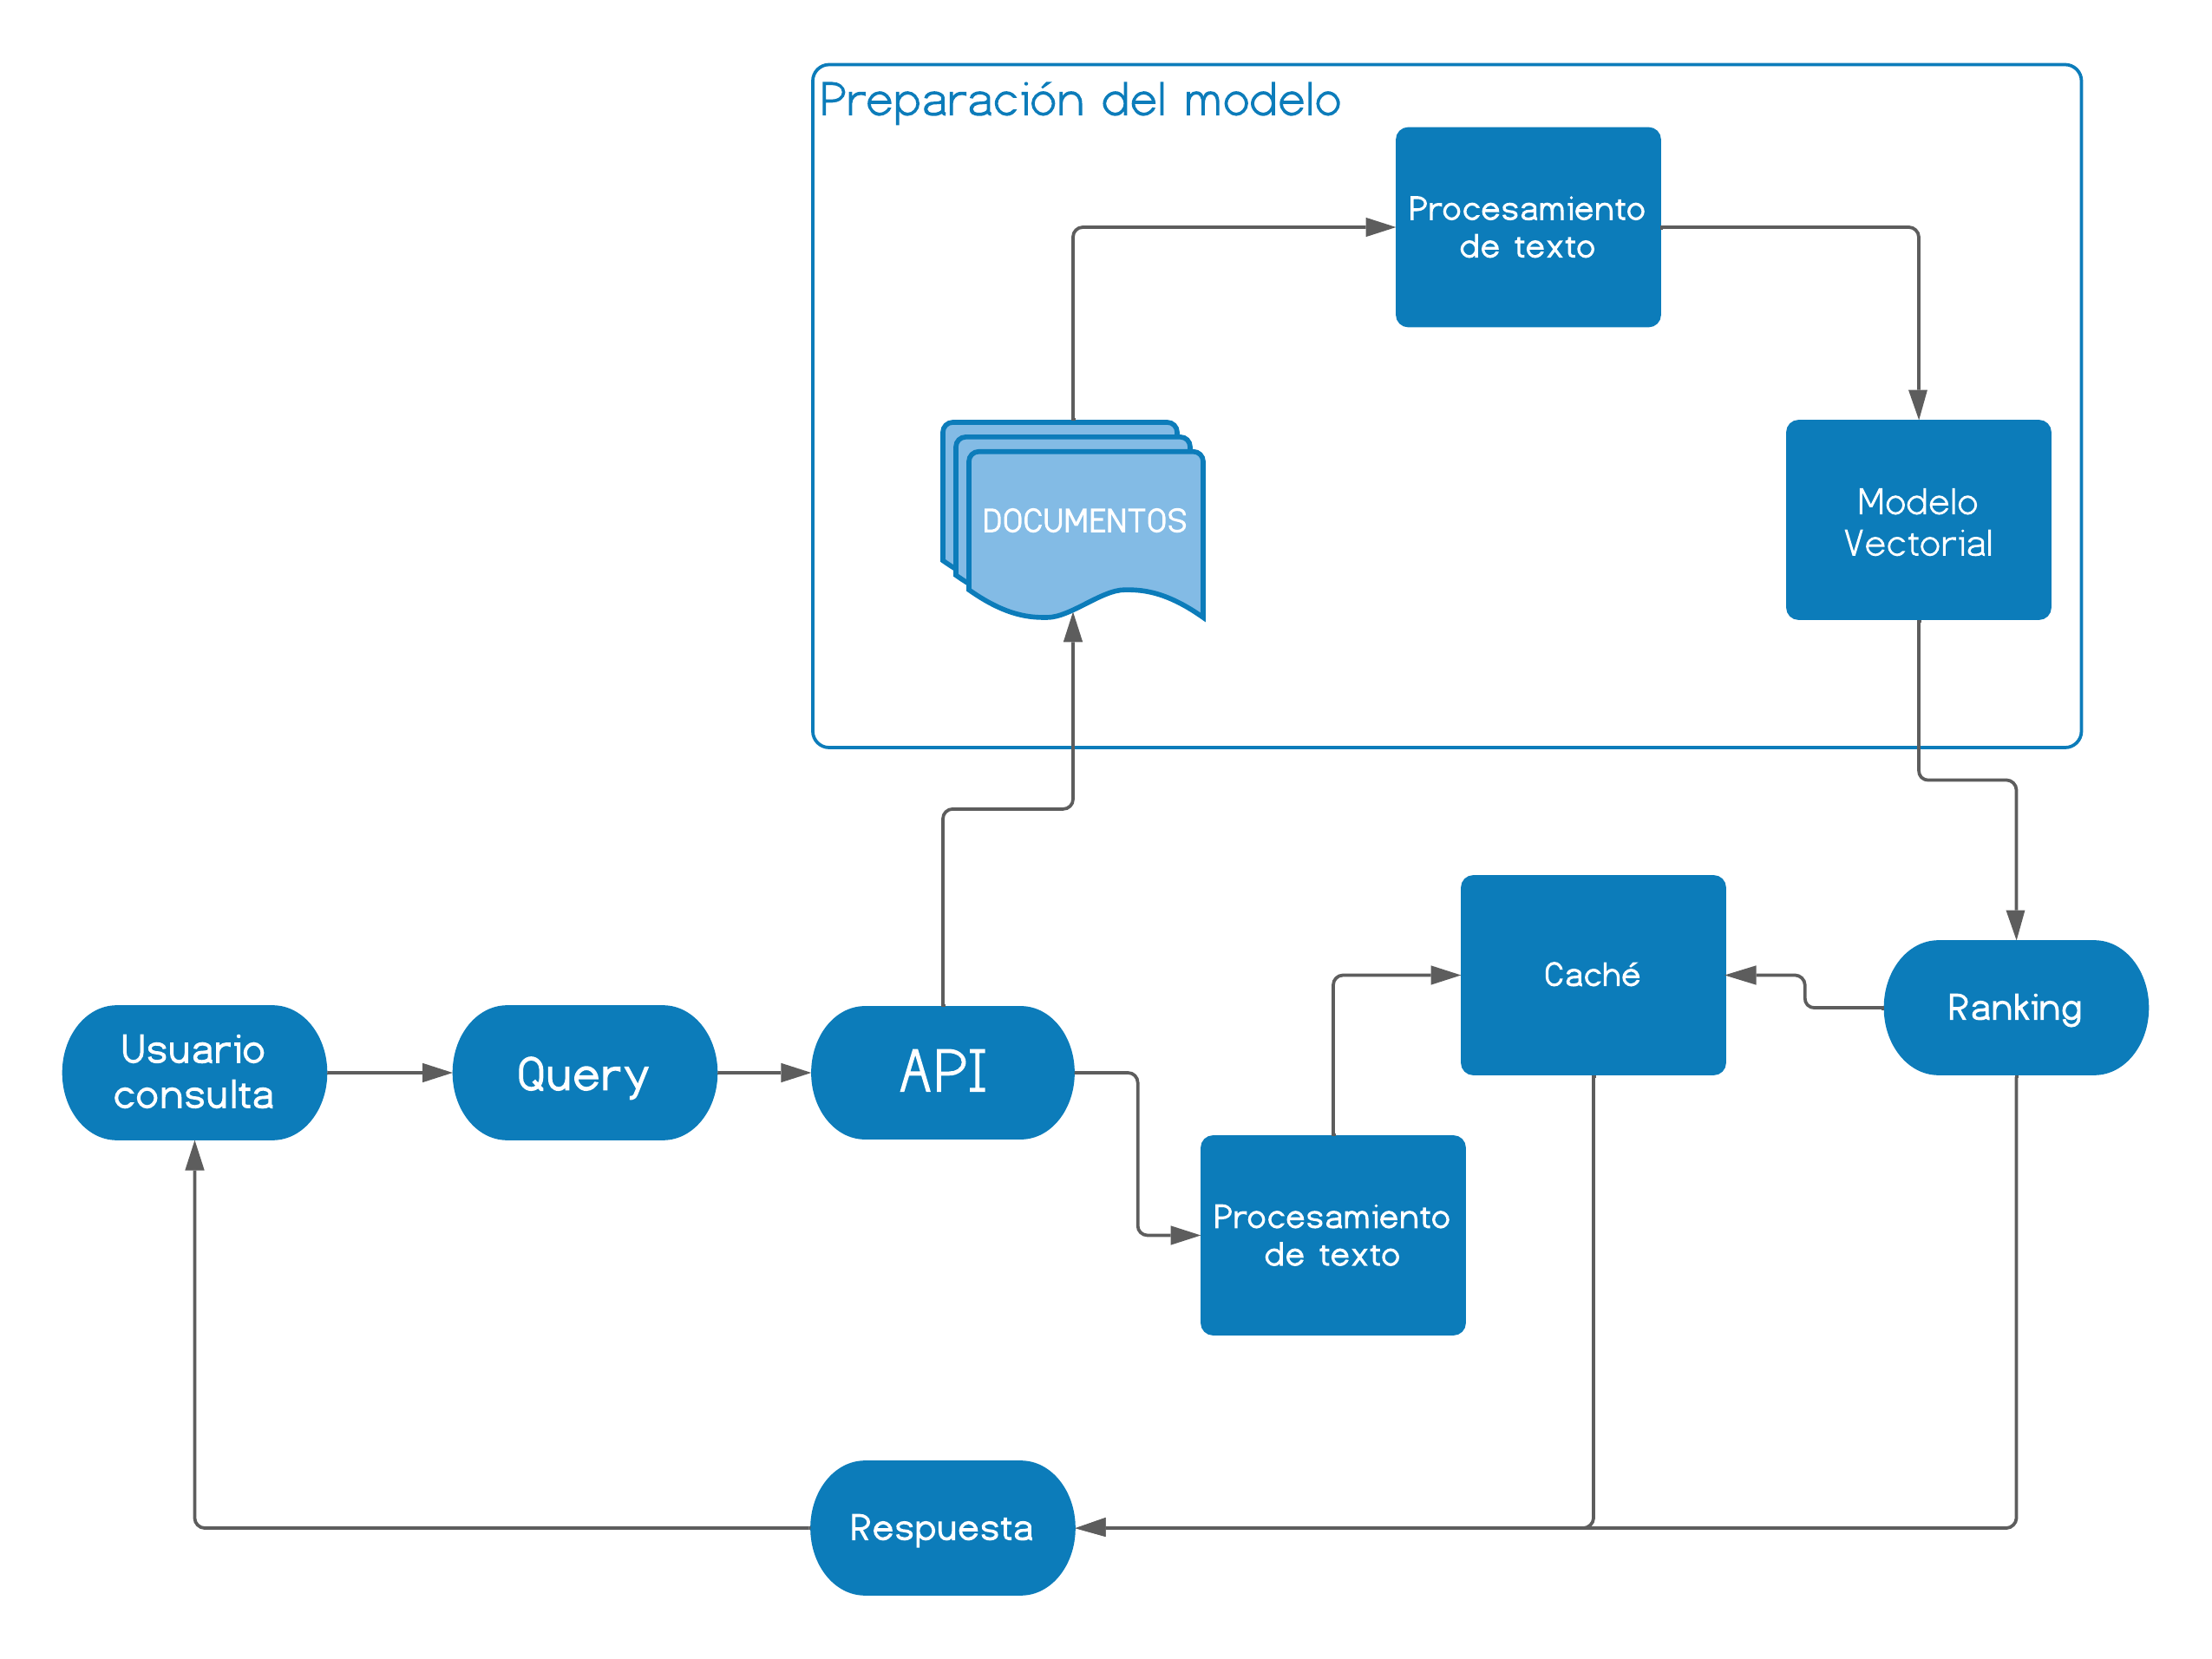 Preparación del modelo
Procesamiento
de texto
DOCUMENTOS
Modelo
Vectorial
Caché
Ranking
Usuario
consulta
Query
API
Procesamiento
de texto
Respuesta